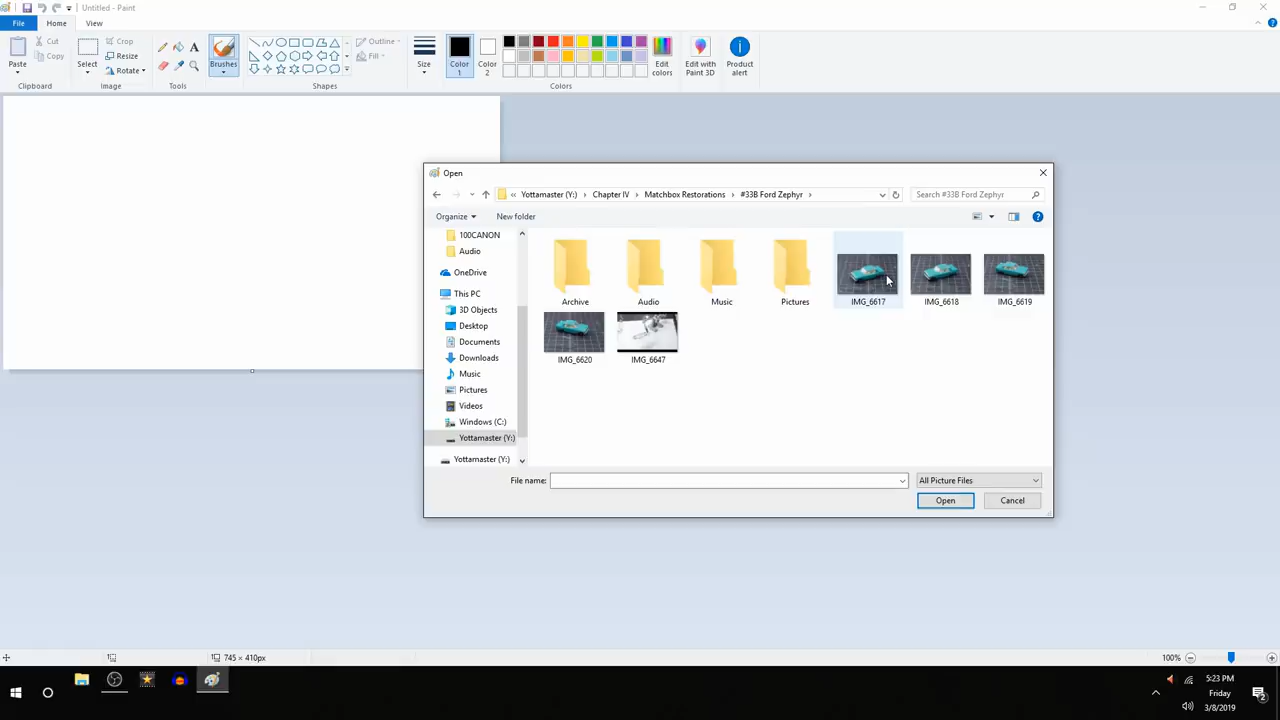 Untitled - Paint
File Home View
Paste Cut Copy Clipboard
Select Crop Resize Rotate Image
Tools
Brushes
Outline Fill Shapes
Size
Color 1 Color 2 Edit colors Colors
Edit with Paint 3D
Product alert
Open
« Yottamaster (Y:) › Chapter IV › Matchbox Restorations › #33B Ford Zephyr ›
Search #33B Ford Zephyr
Organize New folder
100CANON
Audio
OneDrive
This PC
3D Objects
Desktop
Documents
Downloads
Music
Pictures
Videos
Windows (C:)
Yottamaster (Y:)
Yottamaster (Y:)
Archive Audio Music Pictures IMG_6617 IMG_6618 IMG_6619
IMG_6620 IMG_6647
File name: All Picture Files
Open Cancel
745 × 410px 100%
5:23 PM
Friday
3/8/2019
2